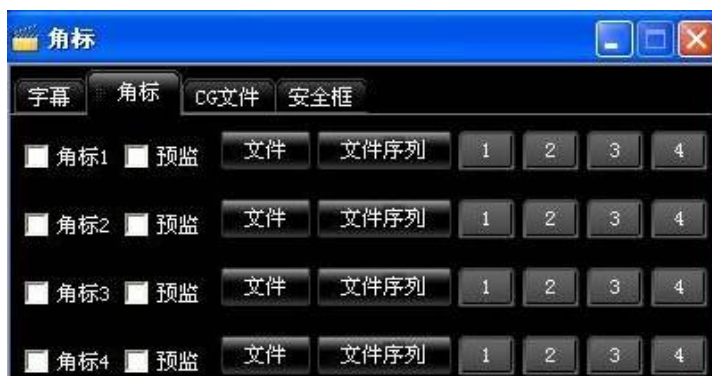 角标
字幕 角标 CG文件 安全框
角标1 预监 文件 文件序列 1 2 3 4
角标2 预监 文件 文件序列 1 2 3 4
角标3 预监 文件 文件序列 1 2 3 4
角标4 预监 文件 文件序列 1 2 3 4